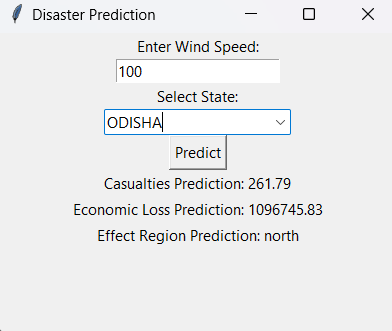 Disaster Prediction
Enter Wind Speed:
100
Select State:
ODISHA
Predict
Casualties Prediction: 261.79
Economic Loss Prediction: 1096745.83
Effect Region Prediction: north